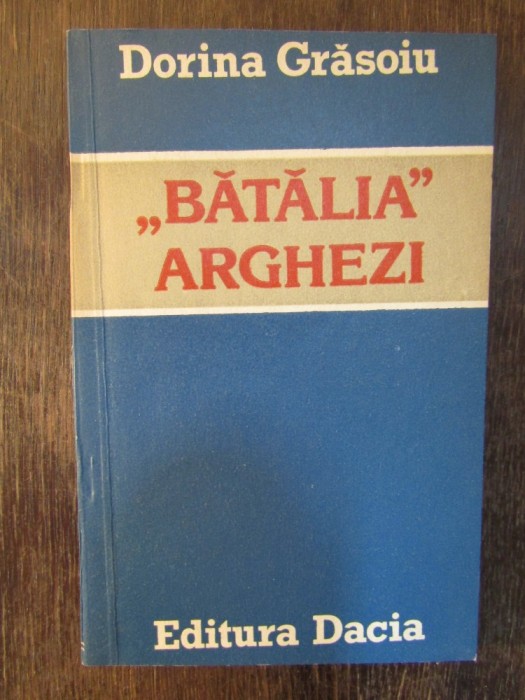 Dorina Grăsoiu
„BĂTĂLIA”
ARGHEZI
Editura Dacia